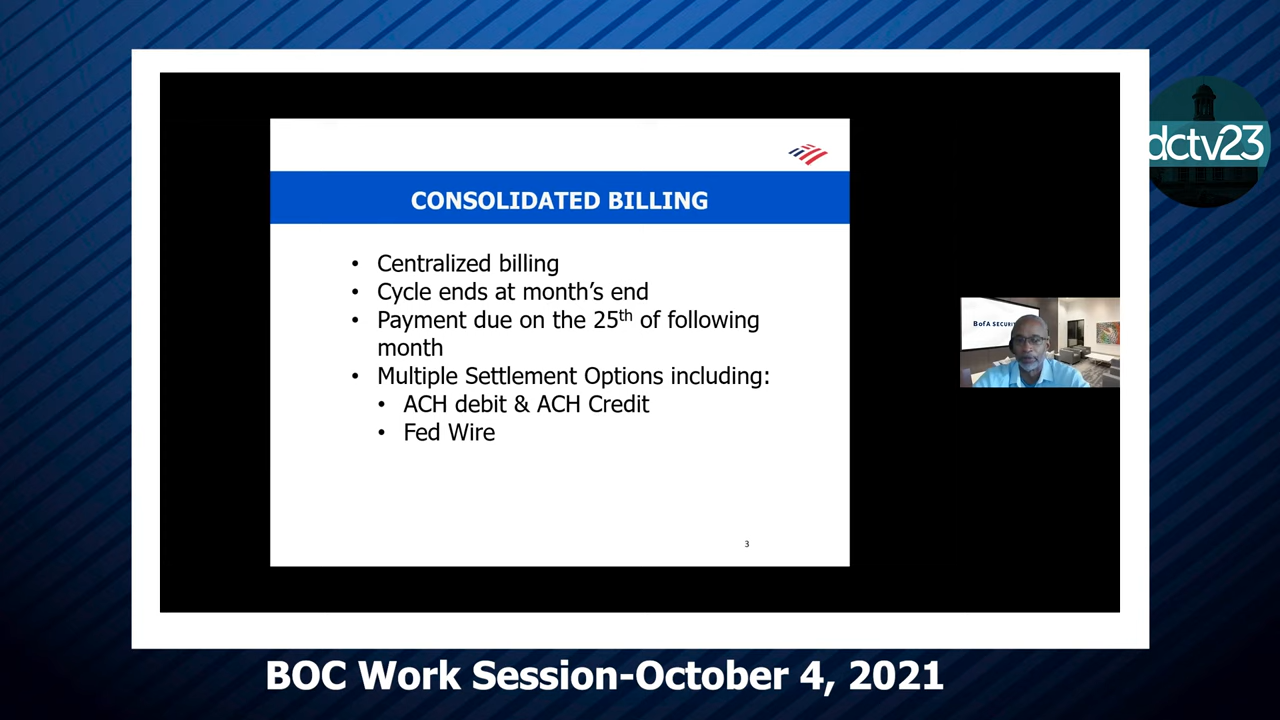 CONSOLIDATED BILLING
• Centralized billing
• Cycle ends at month's end
• Payment due on the 25th of following
month
• Multiple Settlement Options including:
• ACH debit & ACH Credit
• Fed Wire
3
dctv23
BofA
BOC Work Session-October 4, 2021